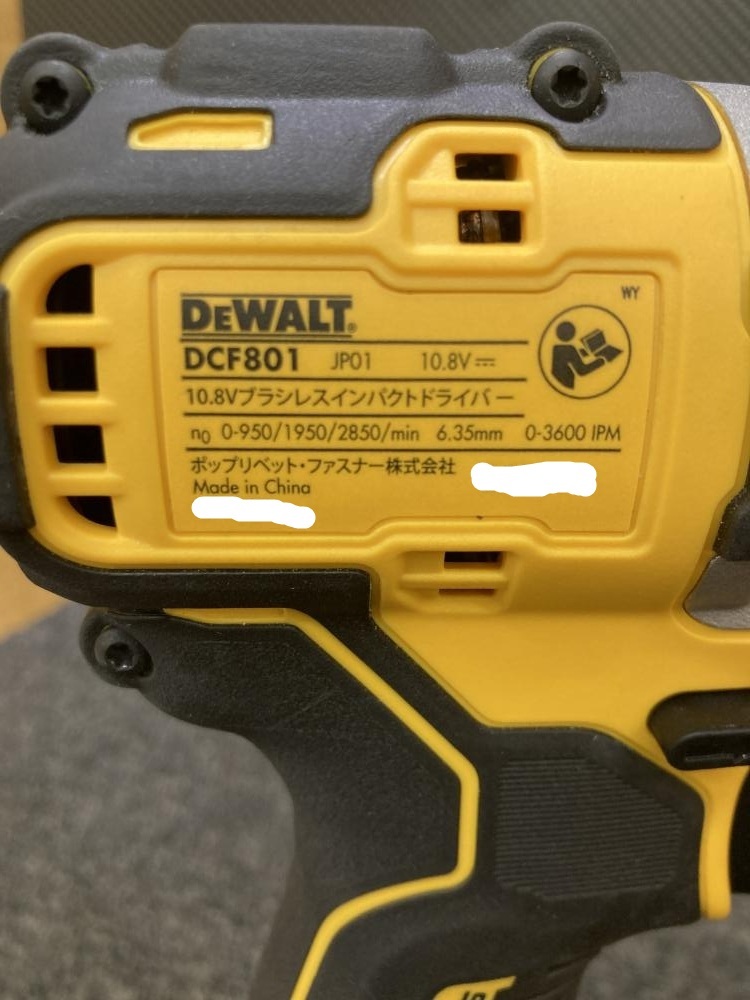 WY
DEWALT®
DCF801 JP01 10.8V⎓
10.8Vブラシレスインパクトドライバー
n₀ 0-950/1950/2850/min 6.35mm 0-3600 IPM
ポップリベット・ファスナー株式会社
Made in China